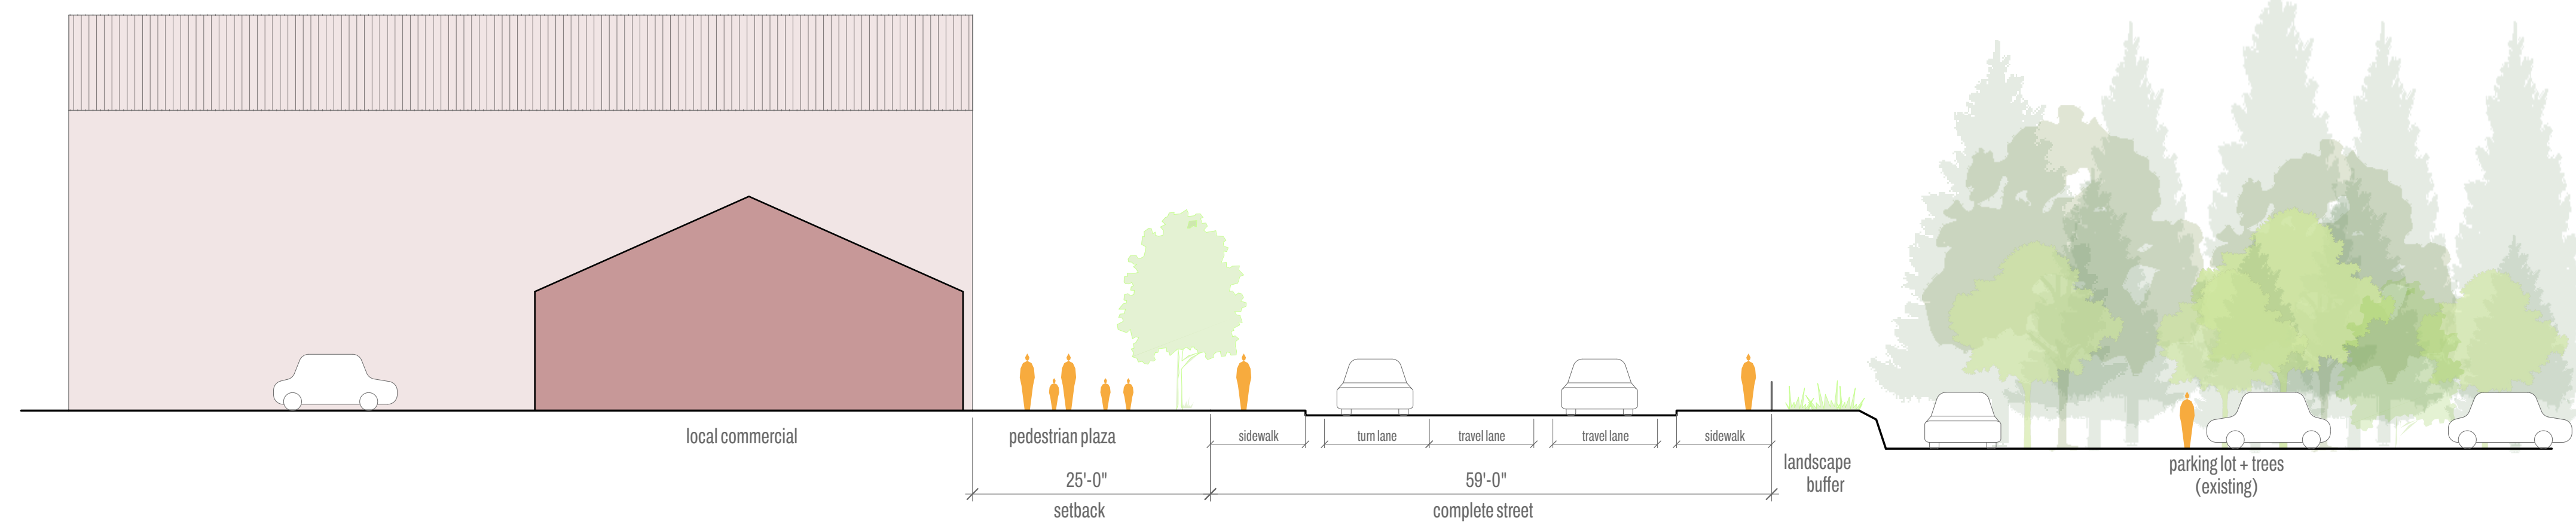 local commercial
pedestrian plaza
sidewalk
turn lane
travel lane
travel lane
sidewalk
landscape
buffer
parking lot + trees
(existing)
25'-0"
59'-0"
setback
complete street